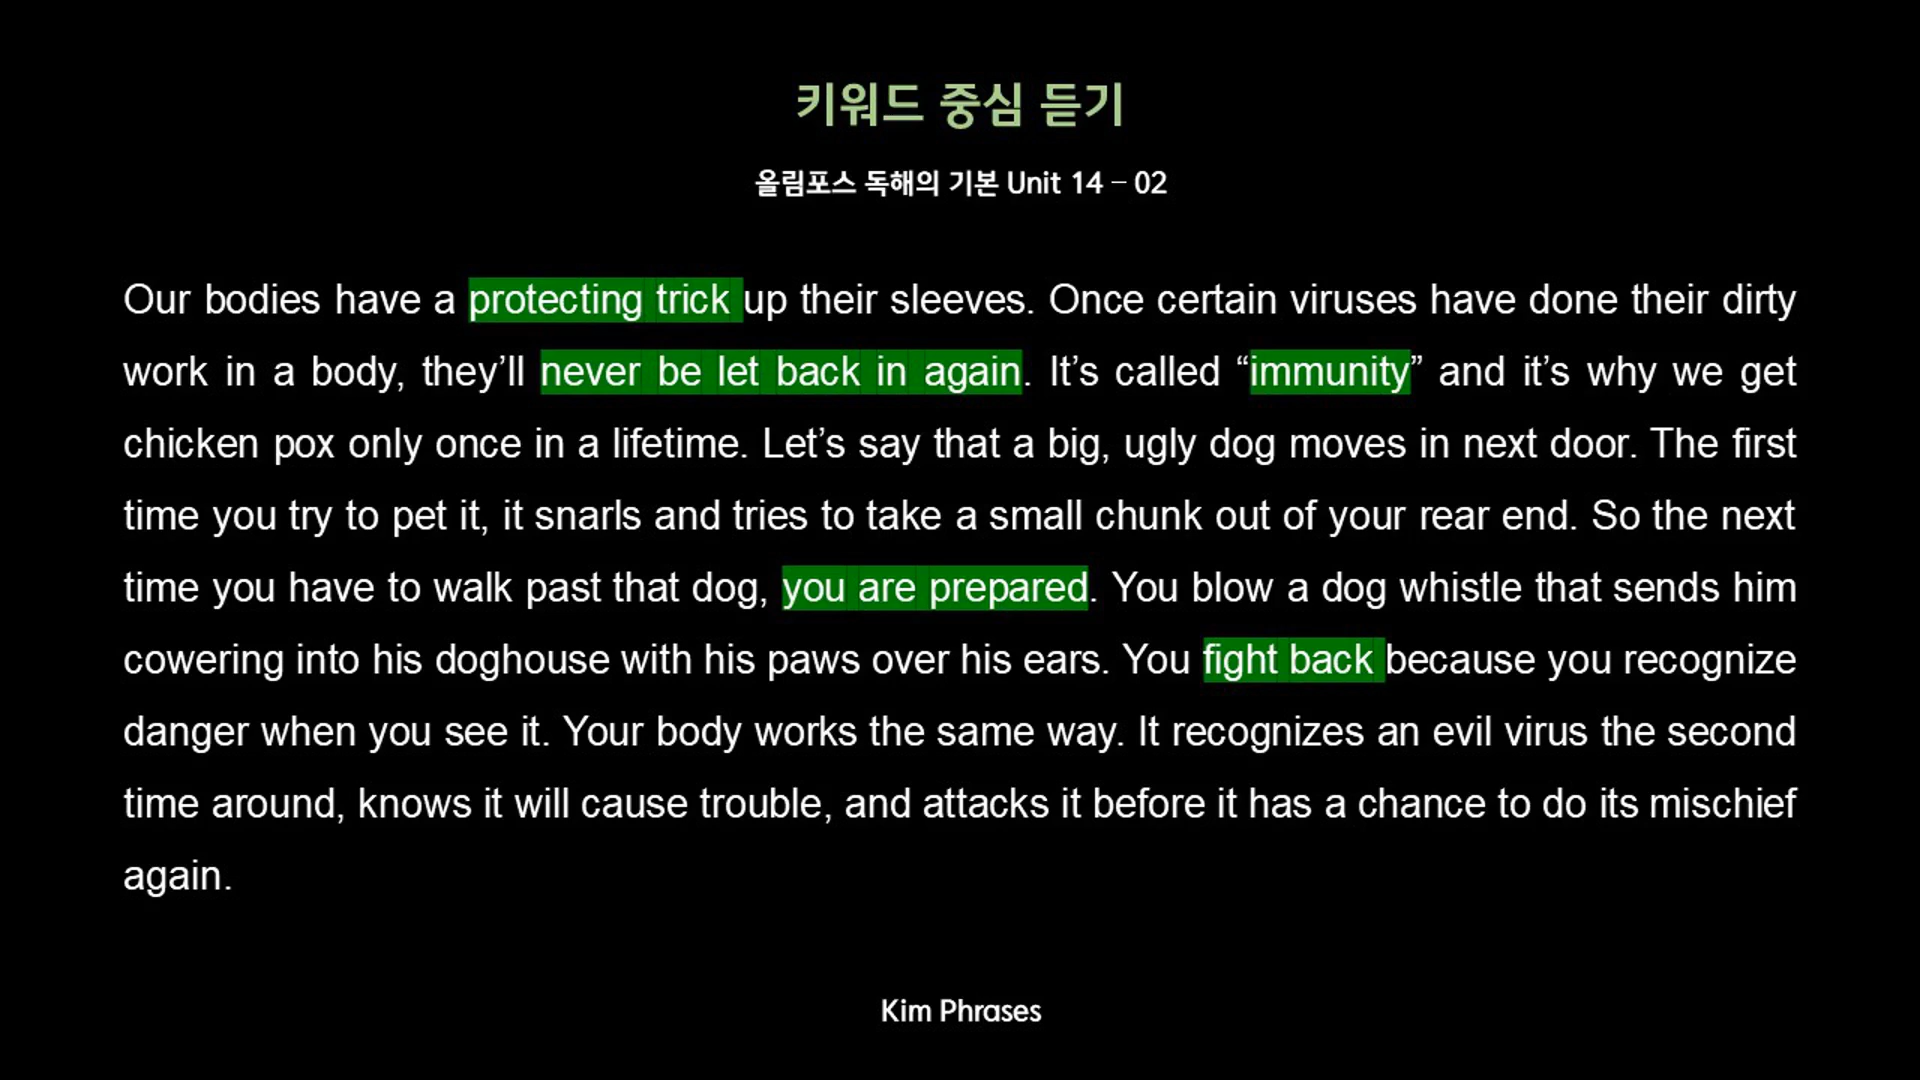 키워드 중심 듣기
올림포스 독해의 기본 Unit 14 – 02
Our bodies have a protecting trick up their sleeves. Once certain viruses have done their dirty
work in a body, they’ll never be let back in again. It’s called “immunity” and it’s why we get
chicken pox only once in a lifetime. Let’s say that a big, ugly dog moves in next door. The first
time you try to pet it, it snarls and tries to take a small chunk out of your rear end. So the next
time you have to walk past that dog, you are prepared. You blow a dog whistle that sends him
cowering into his doghouse with his paws over his ears. You fight back because you recognize
danger when you see it. Your body works the same way. It recognizes an evil virus the second
time around, knows it will cause trouble, and attacks it before it has a chance to do its mischief
again.
Kim Phrases